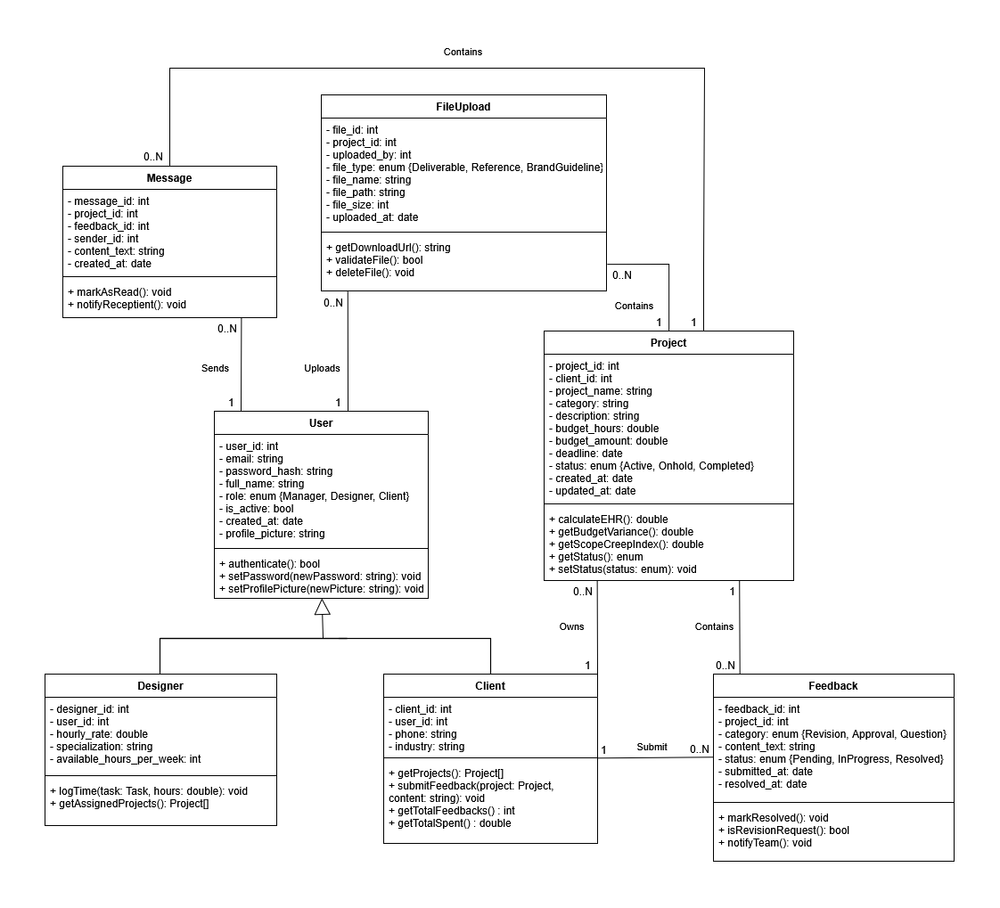 Contains
0..N
Message
- message_id: int
- project_id: int
- feedback_id: int
- sender_id: int
- content_text: string
- created_at: date
+ markAsRead(): void
+ notifyReceptient(): void
FileUpload
- file_id: int
- project_id: int
- uploaded_by: int
- file_type: enum {Deliverable, Reference, BrandGuideline}
- file_name: string
- file_path: string
- file_size: int
- uploaded_at: date
+ getDownloadUrl(): string
+ validateFile(): bool
+ deleteFile(): void
0..N
Contains
1
1
0..N
Sends
1
0..N
Uploads
1
Project
- project_id: int
- client_id: int
- project_name: string
- category: string
- description: string
- budget_hours: double
- budget_amount: double
- deadline: date
- status: enum {Active, Onhold, Completed}
- created_at: date
- updated_at: date
+ calculateEHR(): double
+ getBudgetVariance(): double
+ getScopeCreepIndex(): double
+ getStatus(): enum
+ setStatus(status: enum): void
User
- user_id: int
- email: string
- password_hash: string
- full_name: string
- role: enum {Manager, Designer, Client}
- is_active: bool
- created_at: date
- profile_picture: string
+ authenticate(): bool
+ setPassword(newPassword: string): void
+ setProfilePicture(newPicture: string): void
0..N
Owns
1
1
Contains
0..N
Designer
- designer_id: int
- user_id: int
- hourly_rate: double
- specialization: string
- available_hours_per_week: int
+ logTime(task: Task, hours: double): void
+ getAssignedProjects(): Project[]
Client
- client_id: int
- user_id: int
- phone: string
- industry: string
+ getProjects(): Project[]
+ submitFeedback(project: Project,
content: string): void
+ getTotalFeedbacks() : int
+ getTotalSpent() : double
1
Submit
0..N
Feedback
- feedback_id: int
- project_id: int
- category: enum {Revision, Approval, Question}
- content_text: string
- status: enum {Pending, InProgress, Resolved}
- submitted_at: date
- resolved_at: date
+ markResolved(): void
+ isRevisionRequest(): bool
+ notifyTeam(): void